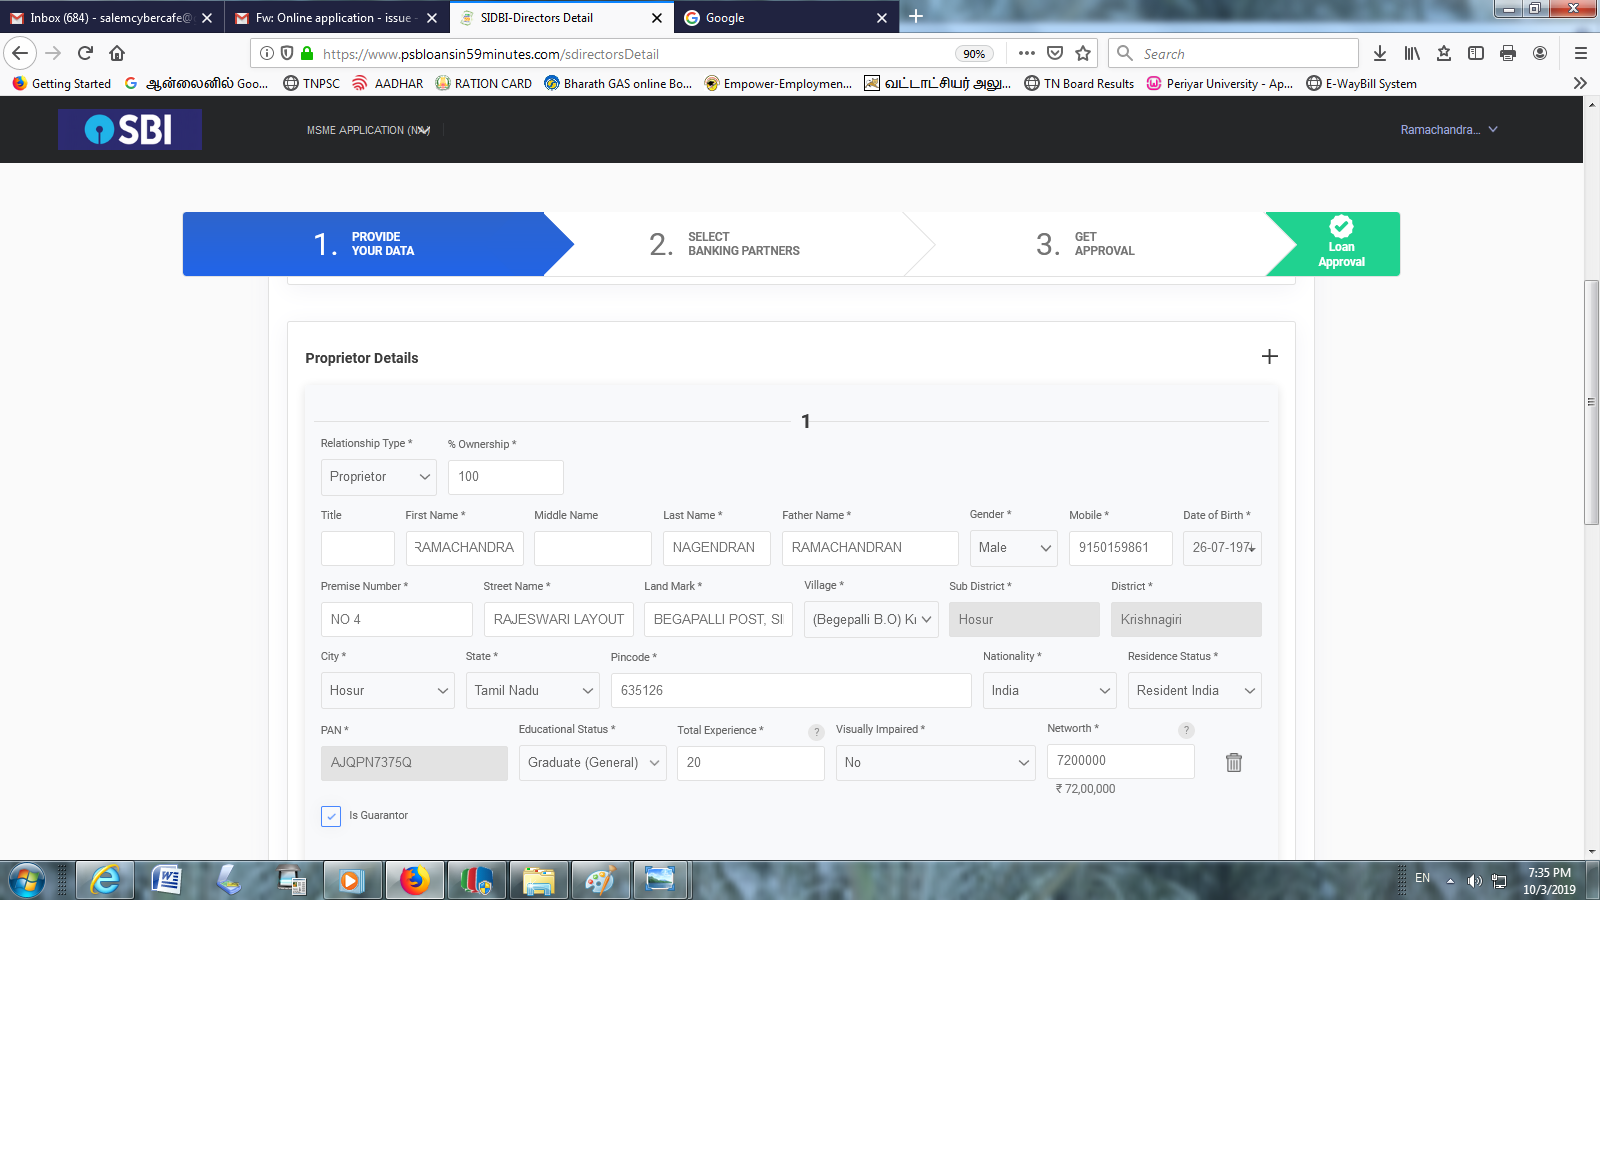 Inbox (684) - salemcybercafe@
Fw: Online application - issue -
SIDBI-Directors Detail
Google
https://www.psbloansin59minutes.com/sdirectorsDetail
90%
Search
Getting Started
ஆன்லைனில் Goo...
TNPSC
AADHAR
RATION CARD
Bharath GAS online Bo...
Empower-Employmen...
வட்டாட்சியர் அலு...
TN Board Results
Periyar University - Ap...
E-WayBill System
SBI
MSME APPLICATION (NA)
Ramachandra...
1. PROVIDE
YOUR DATA
2. SELECT
BANKING PARTNERS
3. GET
APPROVAL
Loan
Approval
Proprietor Details
1
Relationship Type * % Ownership *
Proprietor 100
Title First Name * Middle Name Last Name * Father Name * Gender * Mobile * Date of Birth *
RAMACHANDRA NAGENDRAN RAMACHANDRAN Male 9150159861 26-07-197
Premise Number * Street Name * Land Mark * Village * Sub District * District *
NO 4 RAJESWARI LAYOUT BEGAPALLI POST, SI (Begepalli B.O) Kr Hosur Krishnagiri
City * State * Pincode * Nationality * Residence Status *
Hosur Tamil Nadu 635126 India Resident India
PAN * Educational Status * Total Experience * ? Visually Impaired * Networth * ?
AJQPN7375Q Graduate (General) 20 No 7200000
₹ 72,00,000
Is Guarantor
EN
7:35 PM
10/3/2019